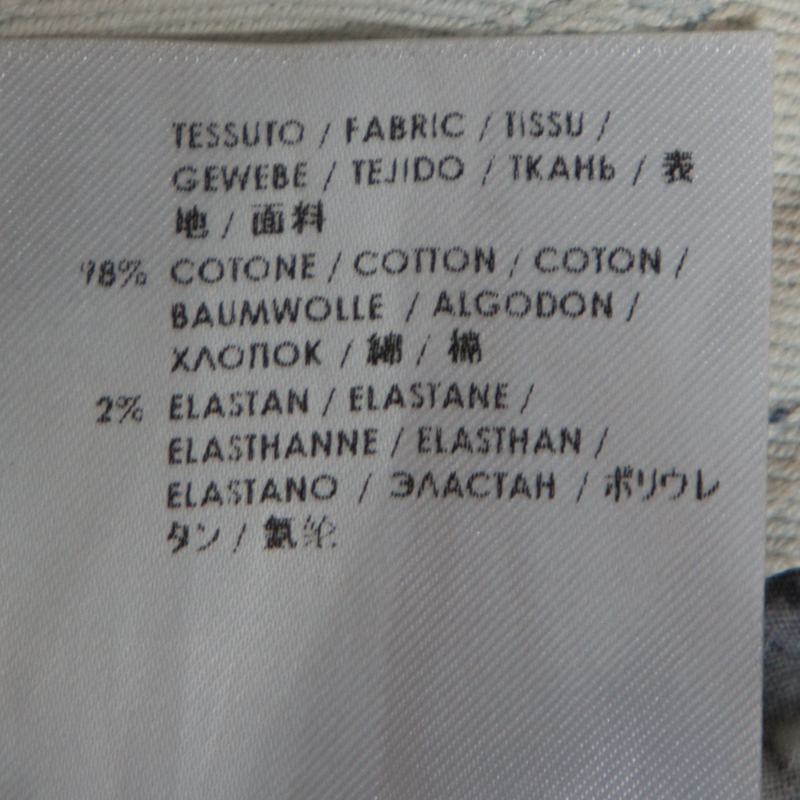 TESSUTO / FABRIC / TISSU /
GEWEBE / TEJIDO / ТКАНЬ / 表
地 / 面料
98% COTONE / COTTON / COTON /
BAUMWOLLE / ALGODON /
ХЛОПОК / 綿 / 棉
2% ELASTAN / ELASTANE /
ELASTHANNE / ELASTHAN /
ELASTANO / ЭЛАСТАН / ポリウレ
タン / 氨纶